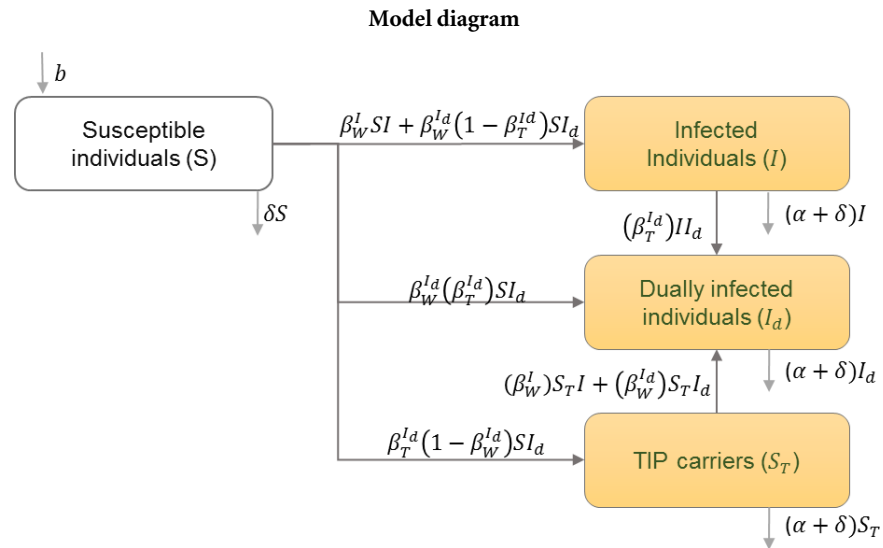 Model diagram
b
Susceptible
individuals (S)
δS
β_W^I SI + β_W^{I_d}(1 − β_T^{Id})SI_d
Infected
Individuals (I)
(α + δ)I
(β_T^{I_d})II_d
β_W^{I_d}(β_T^{I_d})SI_d
Dually infected
individuals (I_d)
(α + δ)I_d
(β_W^I)S_T I + (β_W^{I_d})S_T I_d
β_T^{I_d}(1 − β_W^{I_d})SI_d
TIP carriers (S_T)
(α + δ)S_T